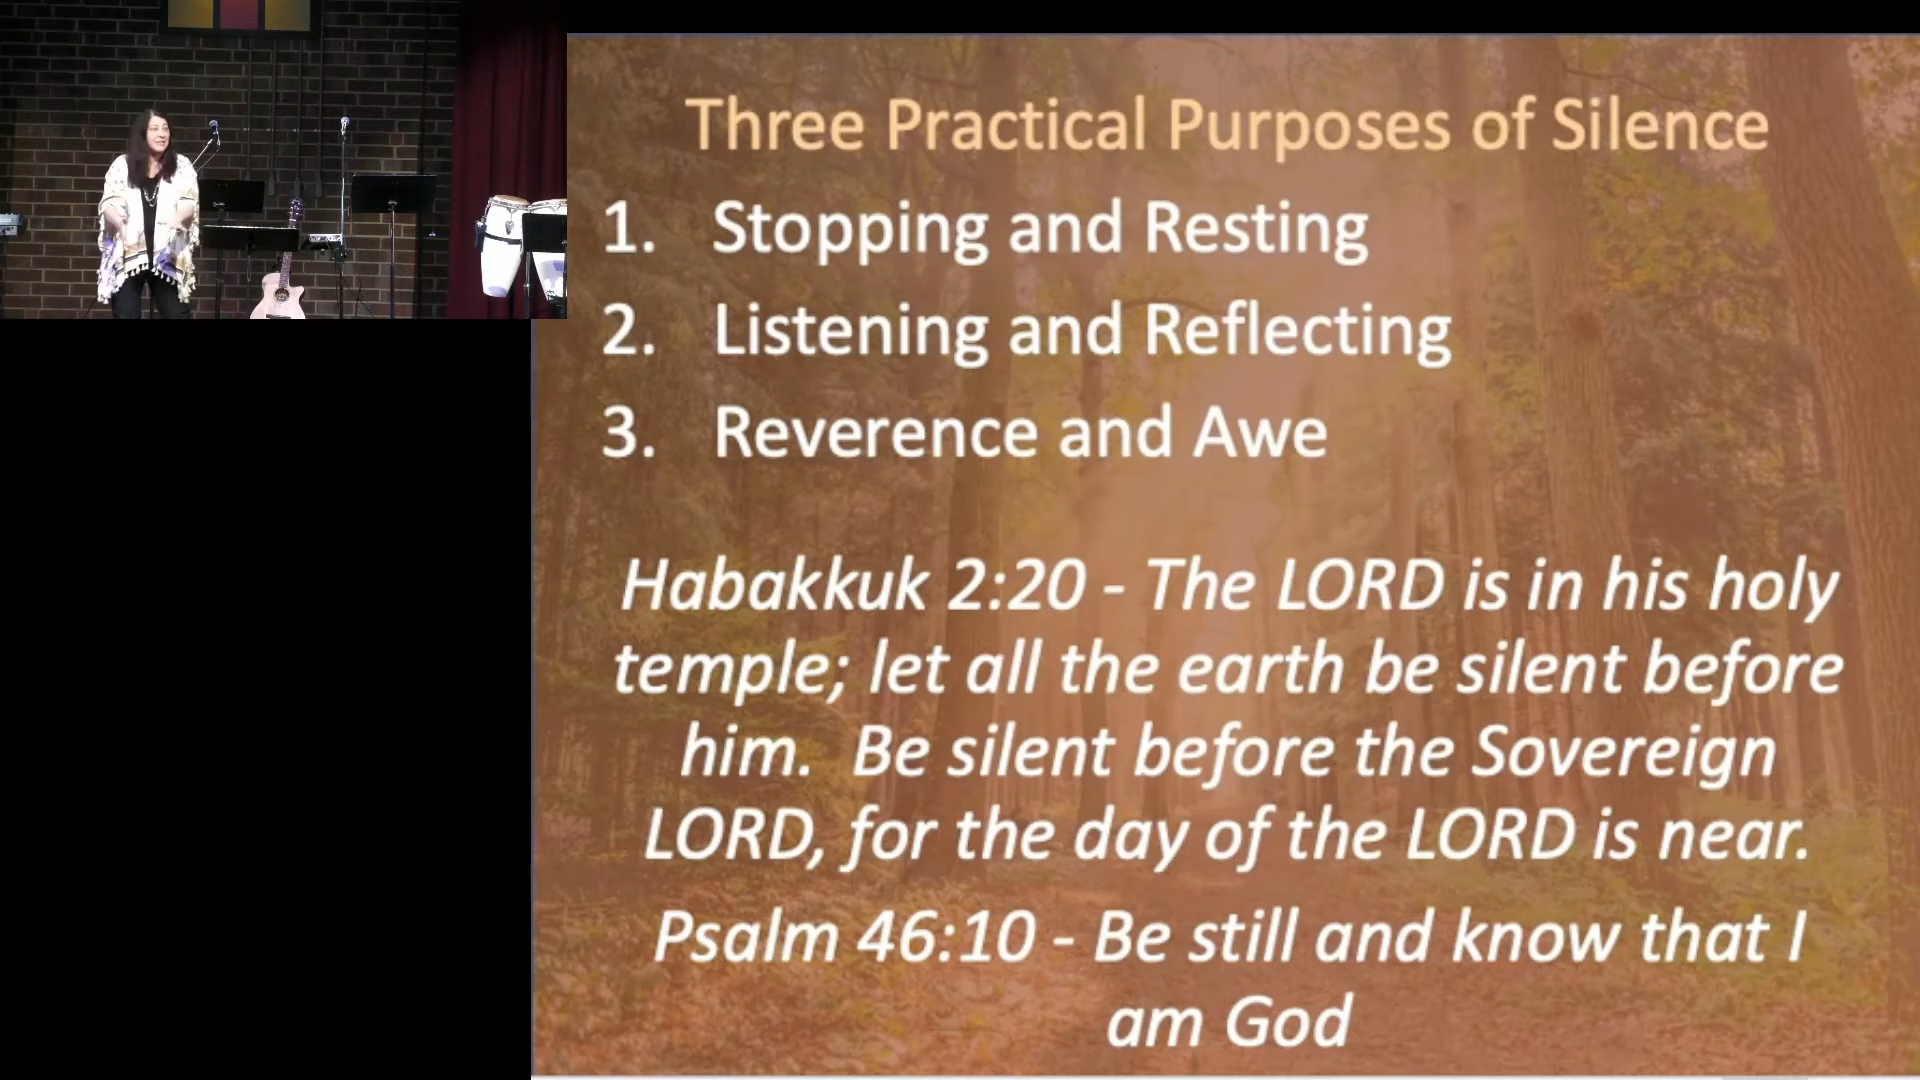 Three Practical Purposes of Silence
1. Stopping and Resting
2. Listening and Reflecting
3. Reverence and Awe
Habakkuk 2:20 - The LORD is in his holy
temple; let all the earth be silent before
him.  Be silent before the Sovereign
LORD, for the day of the LORD is near.
Psalm 46:10 - Be still and know that I
am God